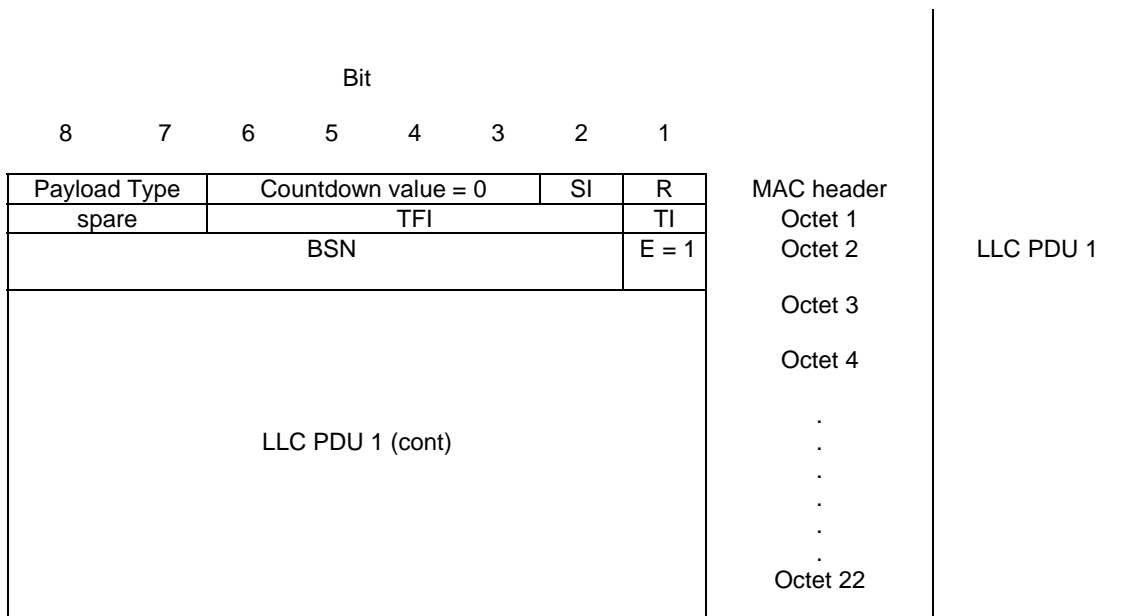 Bit
8 7 6 5 4 3 2 1
Payload Type Countdown value = 0 SI R MAC header
spare TFI TI Octet 1
BSN E = 1 Octet 2 LLC PDU 1
Octet 3
Octet 4
.
LLC PDU 1 (cont) .
.
.
.
.
Octet 22